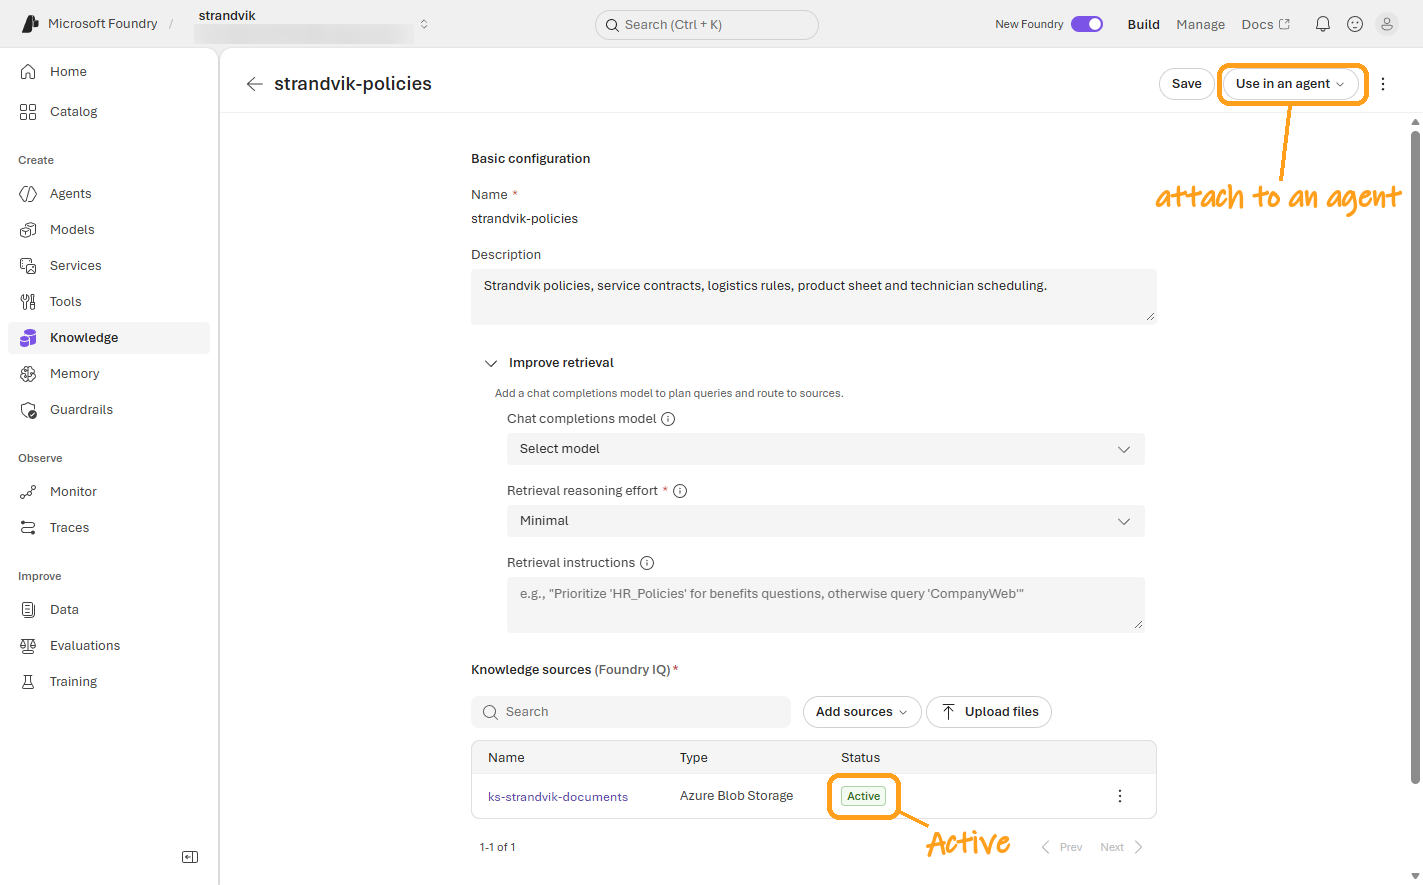 Microsoft Foundry / strandvik
Search (Ctrl + K)
New Foundry
Build
Manage
Docs
Home
Catalog
Create
Agents
Models
Services
Tools
Knowledge
Memory
Guardrails
Observe
Monitor
Traces
Improve
Data
Evaluations
Training
strandvik-policies
Save
Use in an agent
attach to an agent
Basic configuration
Name *
strandvik-policies
Description
Strandvik policies, service contracts, logistics rules, product sheet and technician scheduling.
Improve retrieval
Add a chat completions model to plan queries and route to sources.
Chat completions model
Select model
Retrieval reasoning effort *
Minimal
Retrieval instructions
e.g., "Prioritize 'HR_Policies' for benefits questions, otherwise query 'CompanyWeb'"
Knowledge sources (Foundry IQ) *
Search
Add sources
Upload files
Name Type Status
ks-strandvik-documents Azure Blob Storage Active
Active
1-1 of 1
Prev
Next